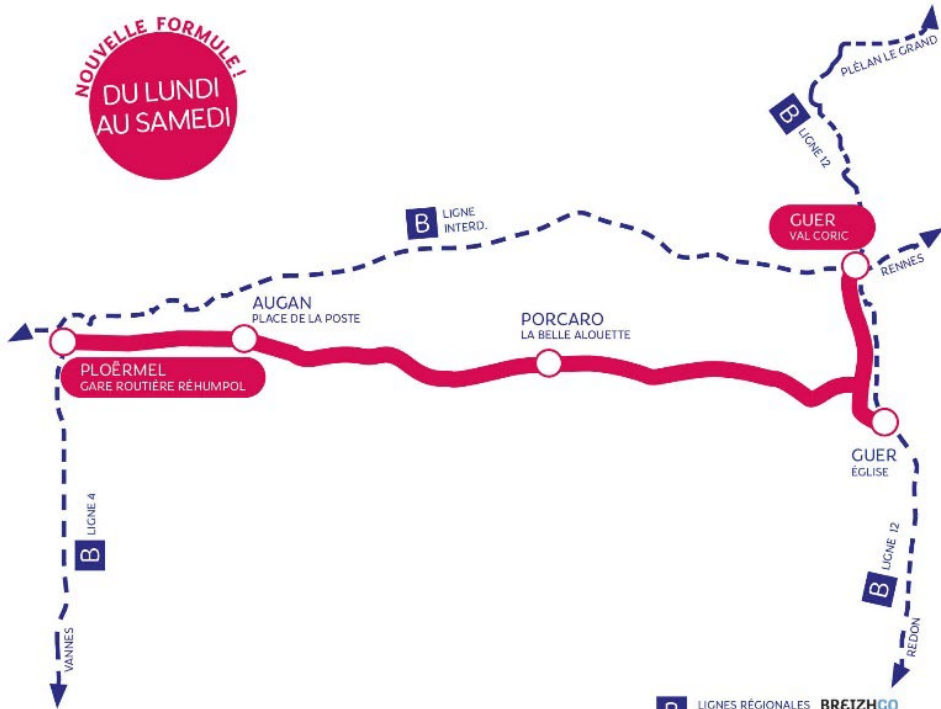 NOUVELLE FORMULE !
DU LUNDI
AU SAMEDI
PLÉLAN LE GRAND
B LIGNE 12
B LIGNE
INTERD.
GUER
VAL CORIC
RENNES
AUGAN
PLACE DE LA POSTE
PORCARO
LA BELLE ALOUETTE
PLOËRMEL
GARE ROUTIÈRE RÉHUMPOL
GUER
ÉGLISE
B LIGNE 4
B LIGNE 12
VANNES
REDON
B LIGNES RÉGIONALES BREIZHGO